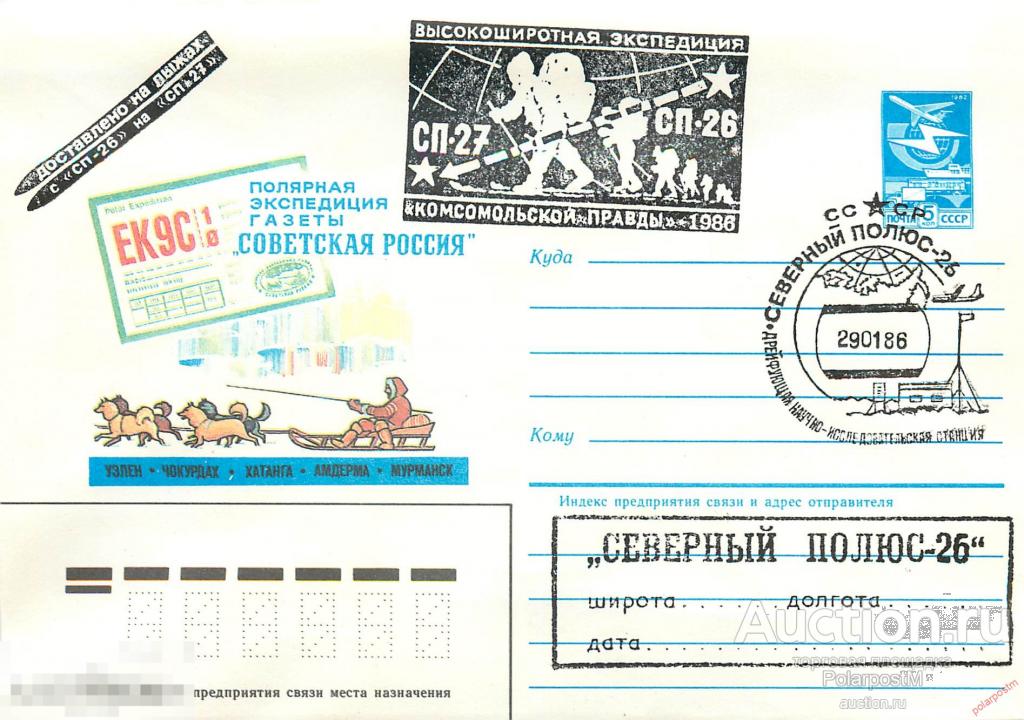 доставлено на лыжах
с «СП-26» на «СП-27»
ВЫСОКОШИРОТНАЯ ЭКСПЕДИЦИЯ
СП-27
СП-26
«КОМСОМОЛЬСКОЙ ПРАВДЫ» 1986
Polar Expedition
EK9C 1/Ø
ПОЛЯРНАЯ
ЭКСПЕДИЦИЯ
ГАЗЕТЫ
„СОВЕТСКАЯ РОССИЯ"
1982
ПОЧТА 5 КОП СССР
СССР
СЕВЕРНЫЙ ПОЛЮС-26
290186
ДРЕЙФУЮЩАЯ НАУЧНО-ИССЛЕДОВАТЕЛЬСКАЯ СТАНЦИЯ
Куда
Кому
УЭЛЕН • ЧОКУРДАХ • ХАТАНГА • АМДЕРМА • МУРМАНСК
Индекс предприятия связи и адрес отправителя
„СЕВЕРНЫЙ ПОЛЮС-26“
широта..........долгота..........
дата..........
предприятия связи места назначения
Auction.ru
торговая площадка
PolarpostM
auction.ru
polarpostm